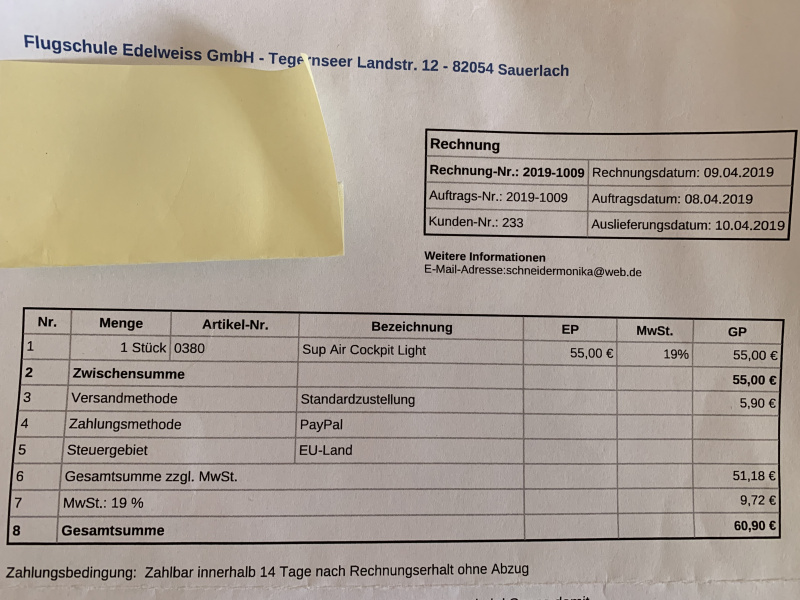 Flugschule Edelweiss GmbH - Tegernseer Landstr. 12 - 82054 Sauerlach
Rechnung
Rechnung-Nr.: 2019-1009 Rechnungsdatum: 09.04.2019
Auftrags-Nr.: 2019-1009 Auftragsdatum: 08.04.2019
Kunden-Nr.: 233 Auslieferungsdatum: 10.04.2019
Weitere Informationen
E-Mail-Adresse:schneidermonika@web.de
Nr. Menge Artikel-Nr. Bezeichnung EP MwSt. GP
1 1 Stück 0380 Sup Air Cockpit Light 55,00 € 19% 55,00 €
2 Zwischensumme 55,00 €
3 Versandmethode Standardzustellung 5,90 €
4 Zahlungsmethode PayPal
5 Steuergebiet EU-Land
6 Gesamtsumme zzgl. MwSt. 51,18 €
7 MwSt.: 19 % 9,72 €
8 Gesamtsumme 60,90 €
Zahlungsbedingung: Zahlbar innerhalb 14 Tage nach Rechnungserhalt ohne Abzug